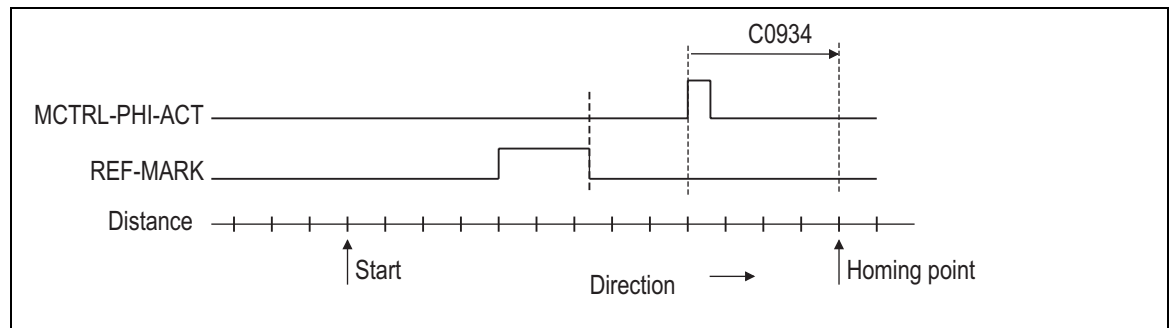 C0934
MCTRL-PHI-ACT
REF-MARK
Distance
Start
Direction
Homing point